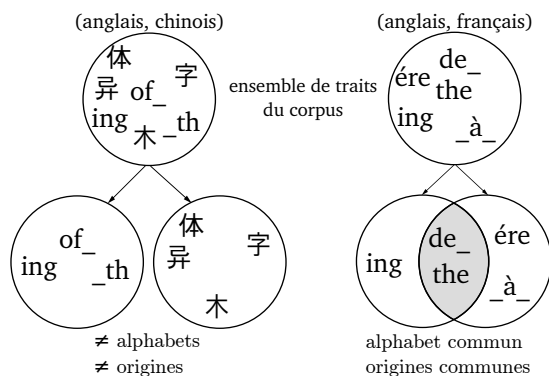 (anglais, chinois)
(anglais, français)
体
异
字
of_
ing
木
_th
ensemble de traits
du corpus
de_
ére
the
ing
_à_
of_
ing
_th
体
异
字
木
de_
ére
ing
the
_à_
≠ alphabets
≠ origines
alphabet commun
origines communes